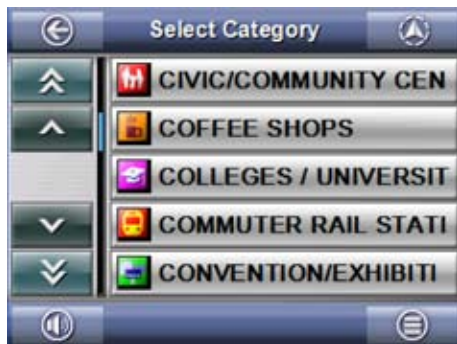 Select Category
CIVIC/COMMUNITY CEN
COFFEE SHOPS
COLLEGES / UNIVERSIT
COMMUTER RAIL STATI
CONVENTION/EXHIBITI